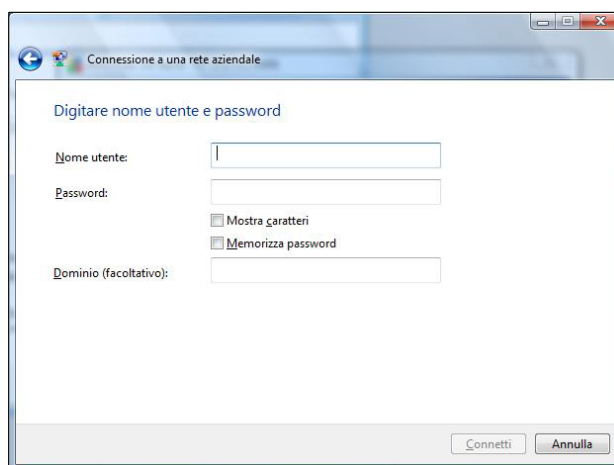 Connessione a una rete aziendale
Digitare nome utente e password
Nome utente:
Password:
Mostra caratteri
Memorizza password
Dominio (facoltativo):
Connetti Annulla